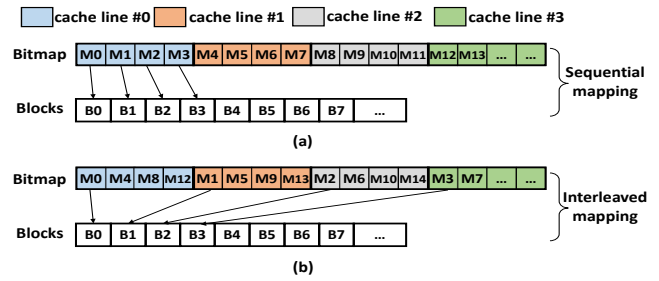 cache line #0 cache line #1 cache line #2 cache line #3
Bitmap M0 M1 M2 M3 M4 M5 M6 M7 M8 M9 M10 M11 M12 M13 ... ...
Sequential
mapping
Blocks B0 B1 B2 B3 B4 B5 B6 B7 ...
(a)
Bitmap M0 M4 M8 M12 M1 M5 M9 M13 M2 M6 M10 M14 M3 M7 ... ...
Interleaved
mapping
Blocks B0 B1 B2 B3 B4 B5 B6 B7 ...
(b)